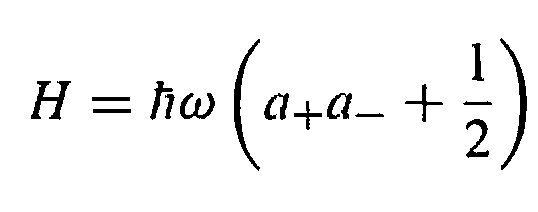 H = ℏω(a₊a₋ + 1/2)